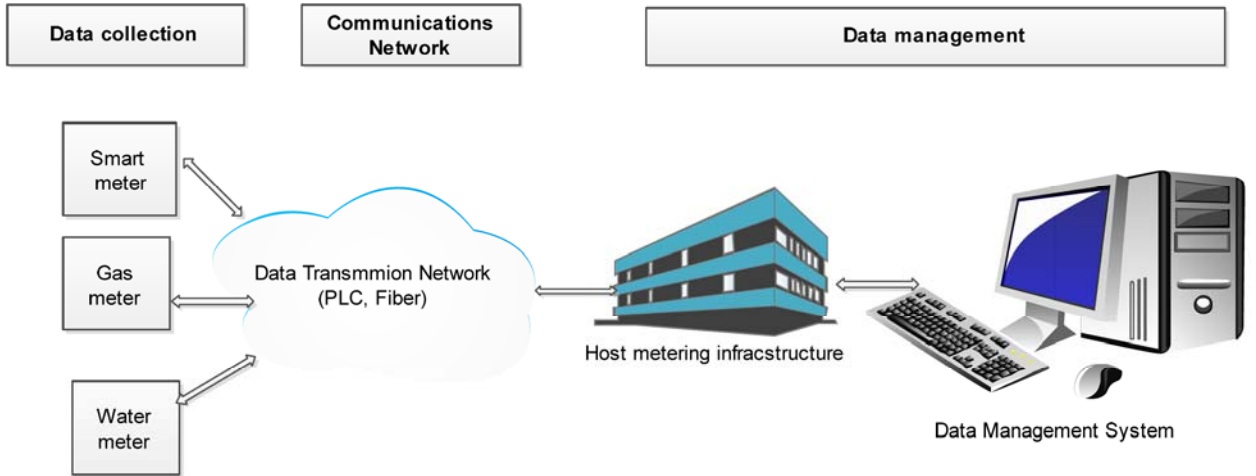 Data collection
Communications
Network
Data management
Smart
meter
Gas
meter
Water
meter
Data Transmmion Network
(PLC, Fiber)
Host metering infracstructure
Data Management System